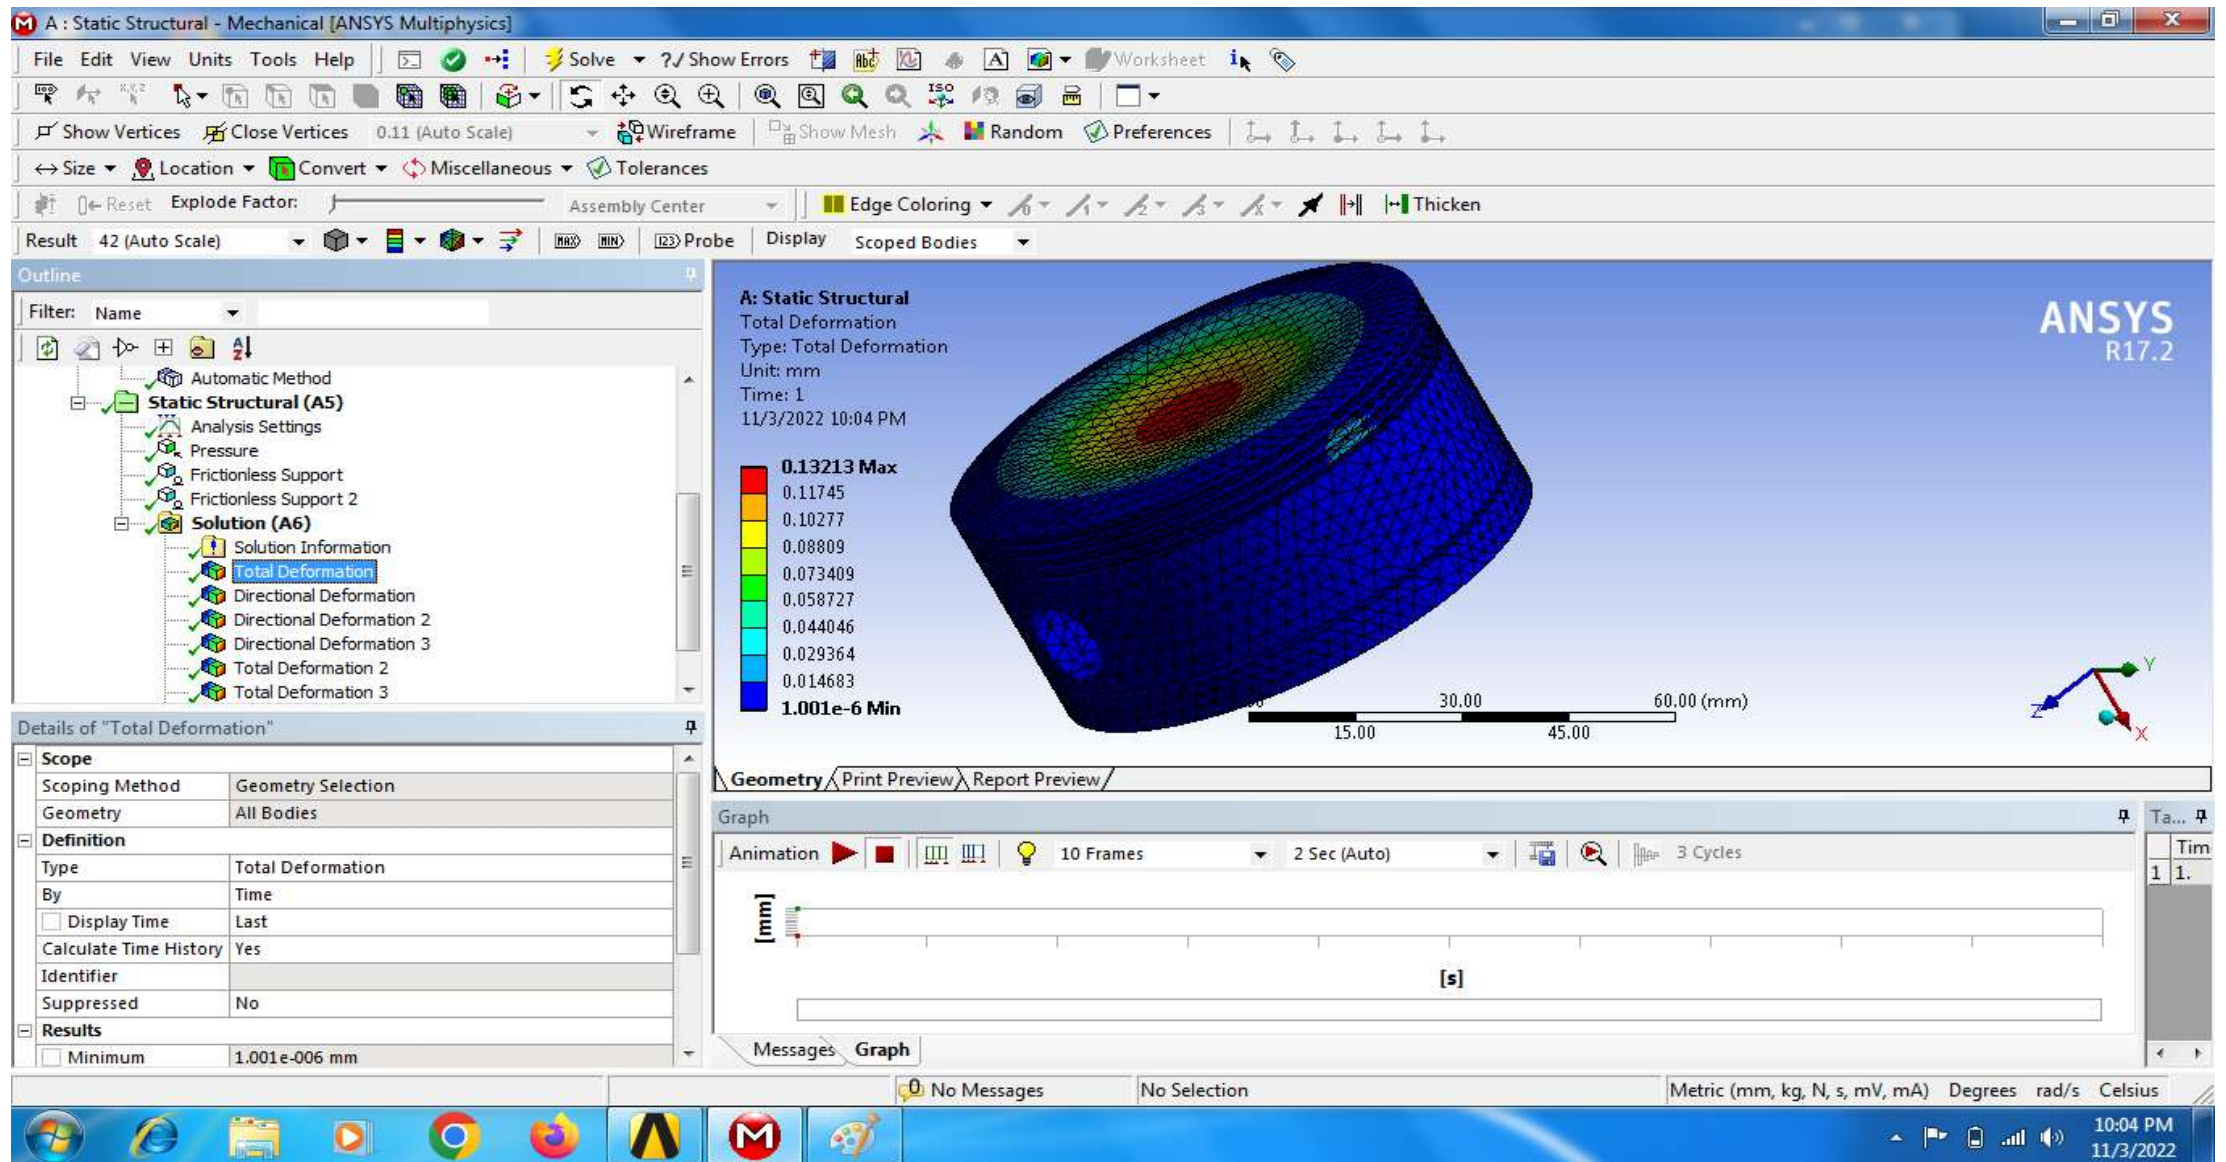 A : Static Structural - Mechanical [ANSYS Multiphysics]
File Edit View Units Tools Help Solve ?/ Show Errors Worksheet
Show Vertices Close Vertices 0.11 (Auto Scale) Wireframe Show Mesh Random Preferences
Size Location Convert Miscellaneous Tolerances
Reset Explode Factor: Assembly Center Edge Coloring Thicken
Result 42 (Auto Scale) MAX MIN 123 Probe Display Scoped Bodies
Outline
Filter: Name
Automatic Method
Static Structural (A5)
Analysis Settings
Pressure
Frictionless Support
Frictionless Support 2
Solution (A6)
Solution Information
Total Deformation
Directional Deformation
Directional Deformation 2
Directional Deformation 3
Total Deformation 2
Total Deformation 3
Details of "Total Deformation"
Scope
Scoping Method Geometry Selection
Geometry All Bodies
Definition
Type Total Deformation
By Time
Display Time Last
Calculate Time History Yes
Identifier
Suppressed No
Results
Minimum 1.001e-006 mm
A: Static Structural
Total Deformation
Type: Total Deformation
Unit: mm
Time: 1
11/3/2022 10:04 PM
0.13213 Max
0.11745
0.10277
0.08809
0.073409
0.058727
0.044046
0.029364
0.014683
1.001e-6 Min
ANSYS
R17.2
30.00 60.00 (mm)
15.00 45.00
Y
Z
X
Geometry Print Preview Report Preview
Graph
Animation 10 Frames 2 Sec (Auto) 3 Cycles
[mm]
[s]
Messages Graph
Ta...
Tim
1 1.
0 No Messages No Selection Metric (mm, kg, N, s, mV, mA) Degrees rad/s Celsius
10:04 PM
11/3/2022